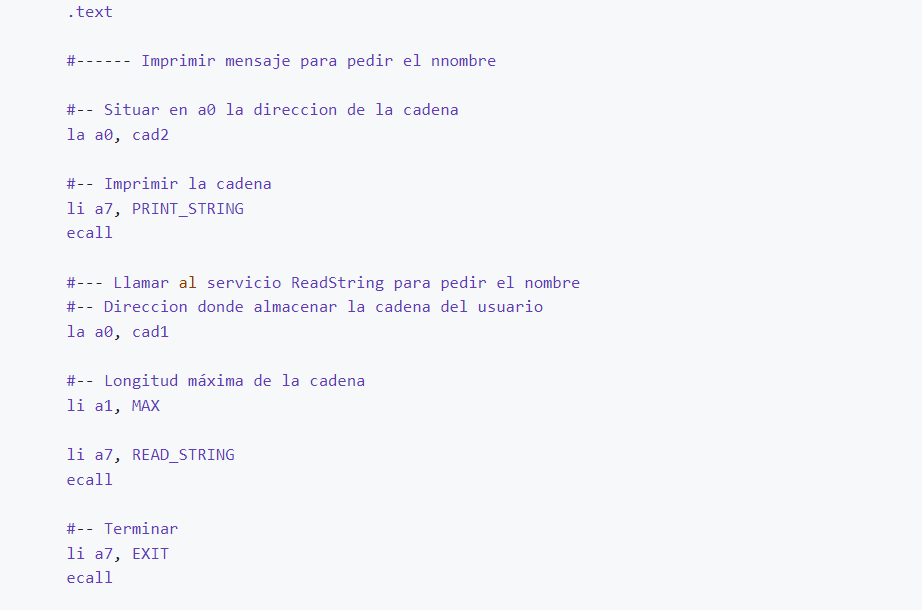 .text
#------ Imprimir mensaje para pedir el nnombre
#-- Situar en a0 la direccion de la cadena
la a0, cad2
#-- Imprimir la cadena
li a7, PRINT_STRING
ecall
#--- Llamar al servicio ReadString para pedir el nombre
#-- Direccion donde almacenar la cadena del usuario
la a0, cad1
#-- Longitud máxima de la cadena
li a1, MAX
li a7, READ_STRING
ecall
#-- Terminar
li a7, EXIT
ecall